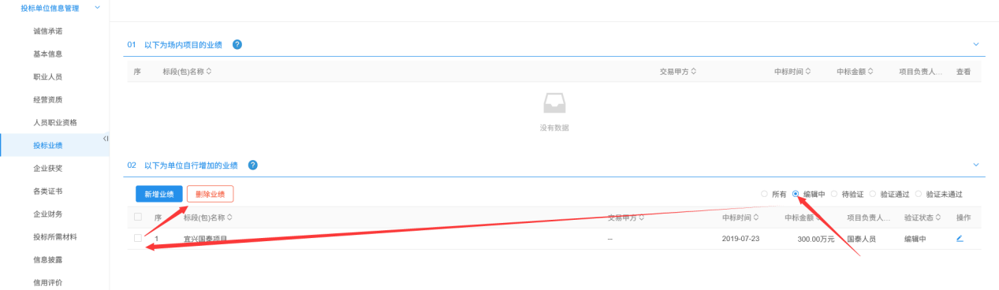 投标单位信息管理
诚信承诺
基本信息
职业人员
经营资质
人员职业资格
投标业绩
企业获奖
各类证书
企业财务
投标所需材料
信息披露
信用评价
01 以下为场内项目的业绩 ?
序 标段(包)名称 交易甲方 中标时间 中标金额 项目负责人... 查看
没有数据
02 以下为单位自行增加的业绩 ?
新增业绩 删除业绩 所有 编辑中 待验证 验证通过 验证未通过
序 标段(包)名称 交易甲方 中标时间 中标金额 项目负责人... 验证状态 操作
1 宜兴国泰项目 -- 2019-07-23 300.00万元 国泰人员 编辑中